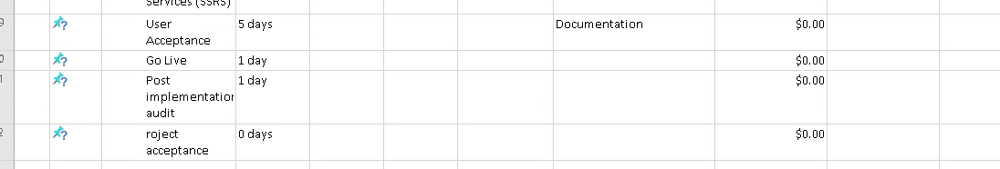 Services (SSRS)
9 User 5 days Documentation $0.00
Acceptance
0 Go Live 1 day $0.00
1 Post 1 day $0.00
implementation
audit
2 roject 0 days $0.00
acceptance